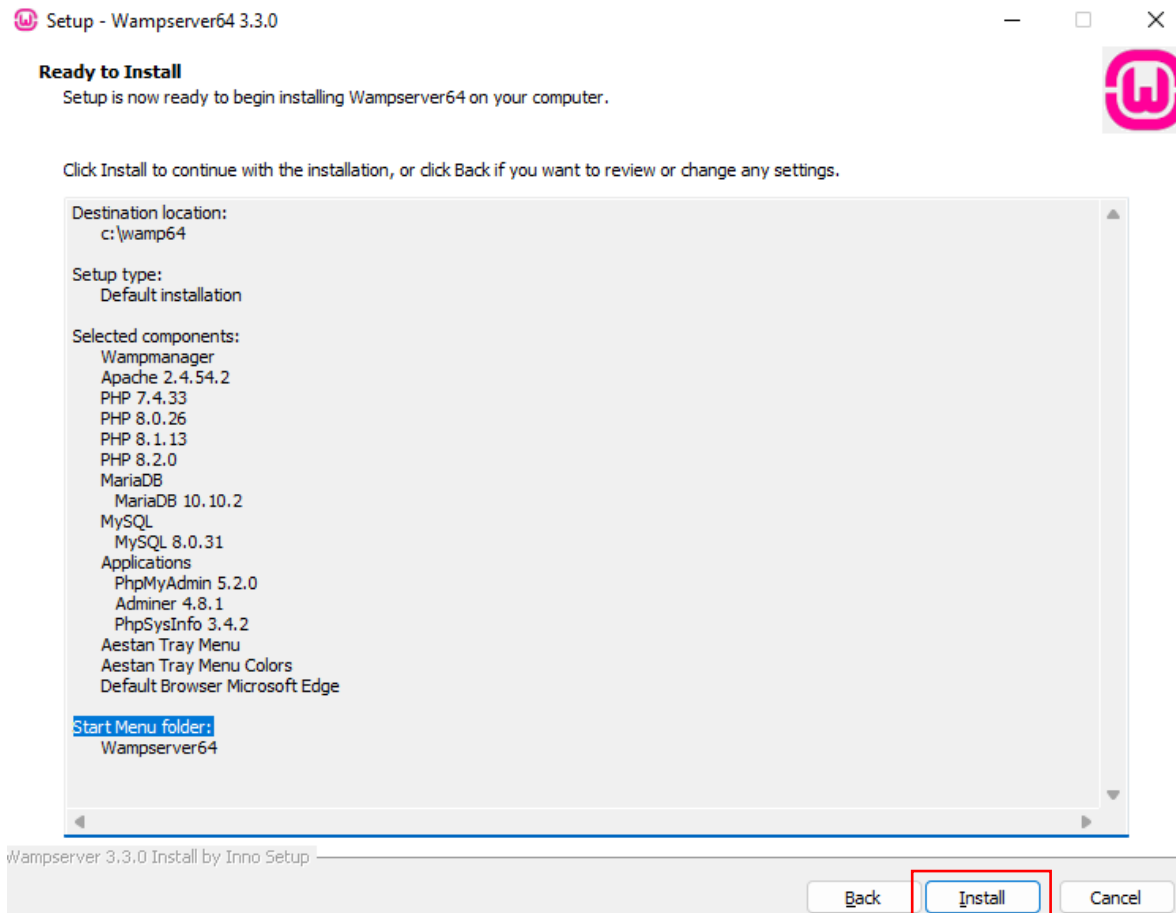 Setup - Wampserver64 3.3.0
Ready to Install
Setup is now ready to begin installing Wampserver64 on your computer.
Click Install to continue with the installation, or click Back if you want to review or change any settings.
Destination location:
c:\wamp64
Setup type:
Default installation
Selected components:
Wampmanager
Apache 2.4.54.2
PHP 7.4.33
PHP 8.0.26
PHP 8.1.13
PHP 8.2.0
MariaDB
MariaDB 10.10.2
MySQL
MySQL 8.0.31
Applications
PhpMyAdmin 5.2.0
Adminer 4.8.1
PhpSysInfo 3.4.2
Aestan Tray Menu
Aestan Tray Menu Colors
Default Browser Microsoft Edge
Start Menu folder:
Wampserver64
Wampserver 3.3.0 Install by Inno Setup
Back Install Cancel